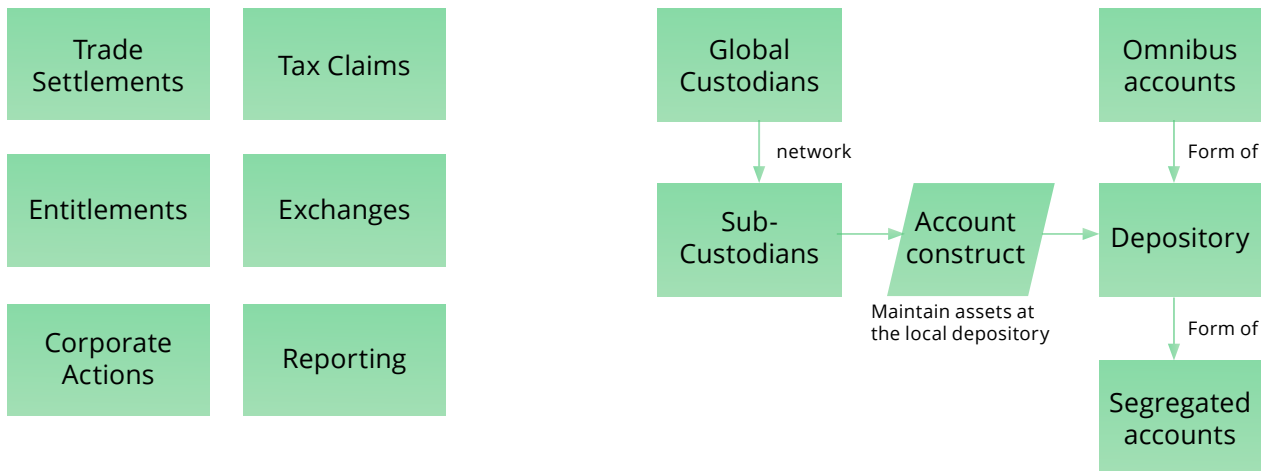 Trade
Settlements
Tax Claims
Entitlements
Exchanges
Corporate
Actions
Reporting
Global
Custodians
network
Sub-
Custodians
Account
construct
Maintain assets at
the local depository
Omnibus
accounts
Form of
Depository
Form of
Segregated
accounts